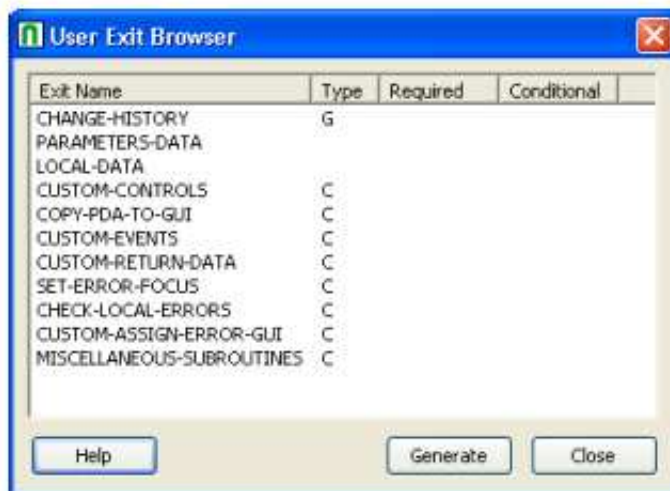 User Exit Browser
Exit Name Type Required Conditional
CHANGE-HISTORY G
PARAMETERS-DATA
LOCAL-DATA
CUSTOM-CONTROLS C
COPY-PDA-TO-GUI C
CUSTOM-EVENTS C
CUSTOM-RETURN-DATA C
SET-ERROR-FOCUS C
CHECK-LOCAL-ERRORS C
CUSTOM-ASSIGN-ERROR-GUI C
MISCELLANEOUS-SUBROUTINES C
Help Generate Close